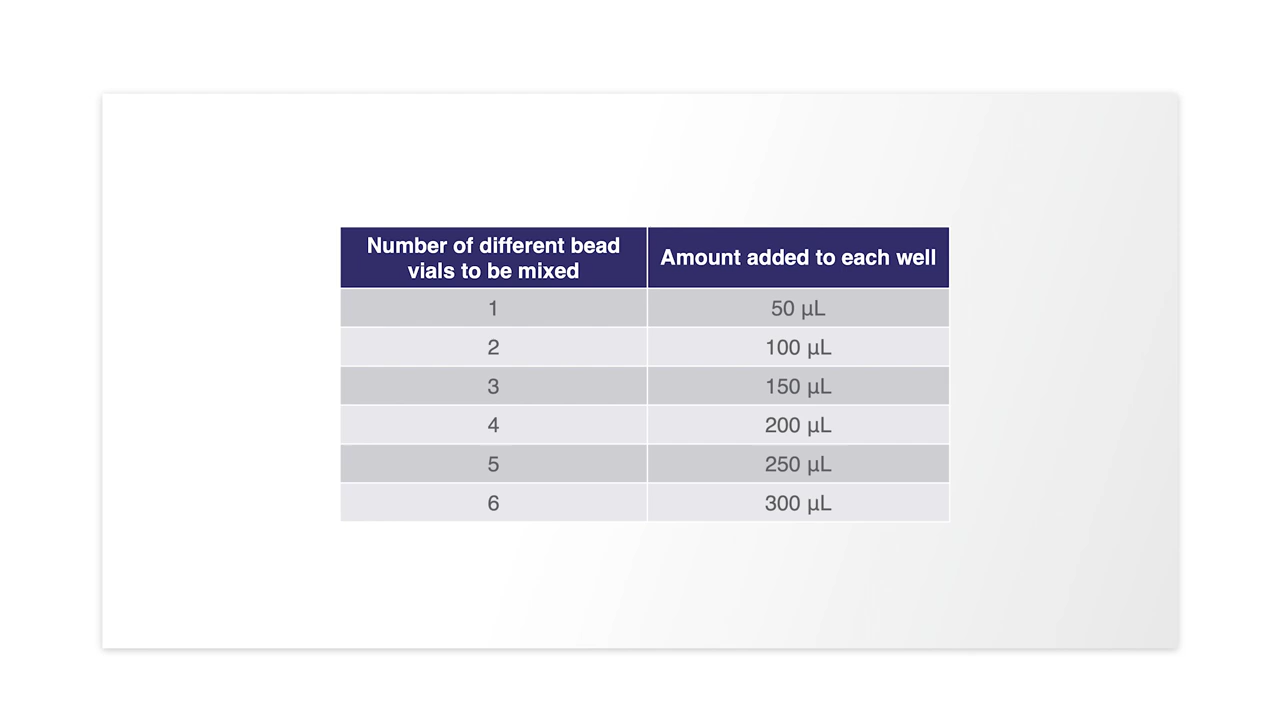 Number of different bead
vials to be mixed
Amount added to each well
1 50 µL
2 100 µL
3 150 µL
4 200 µL
5 250 µL
6 300 µL